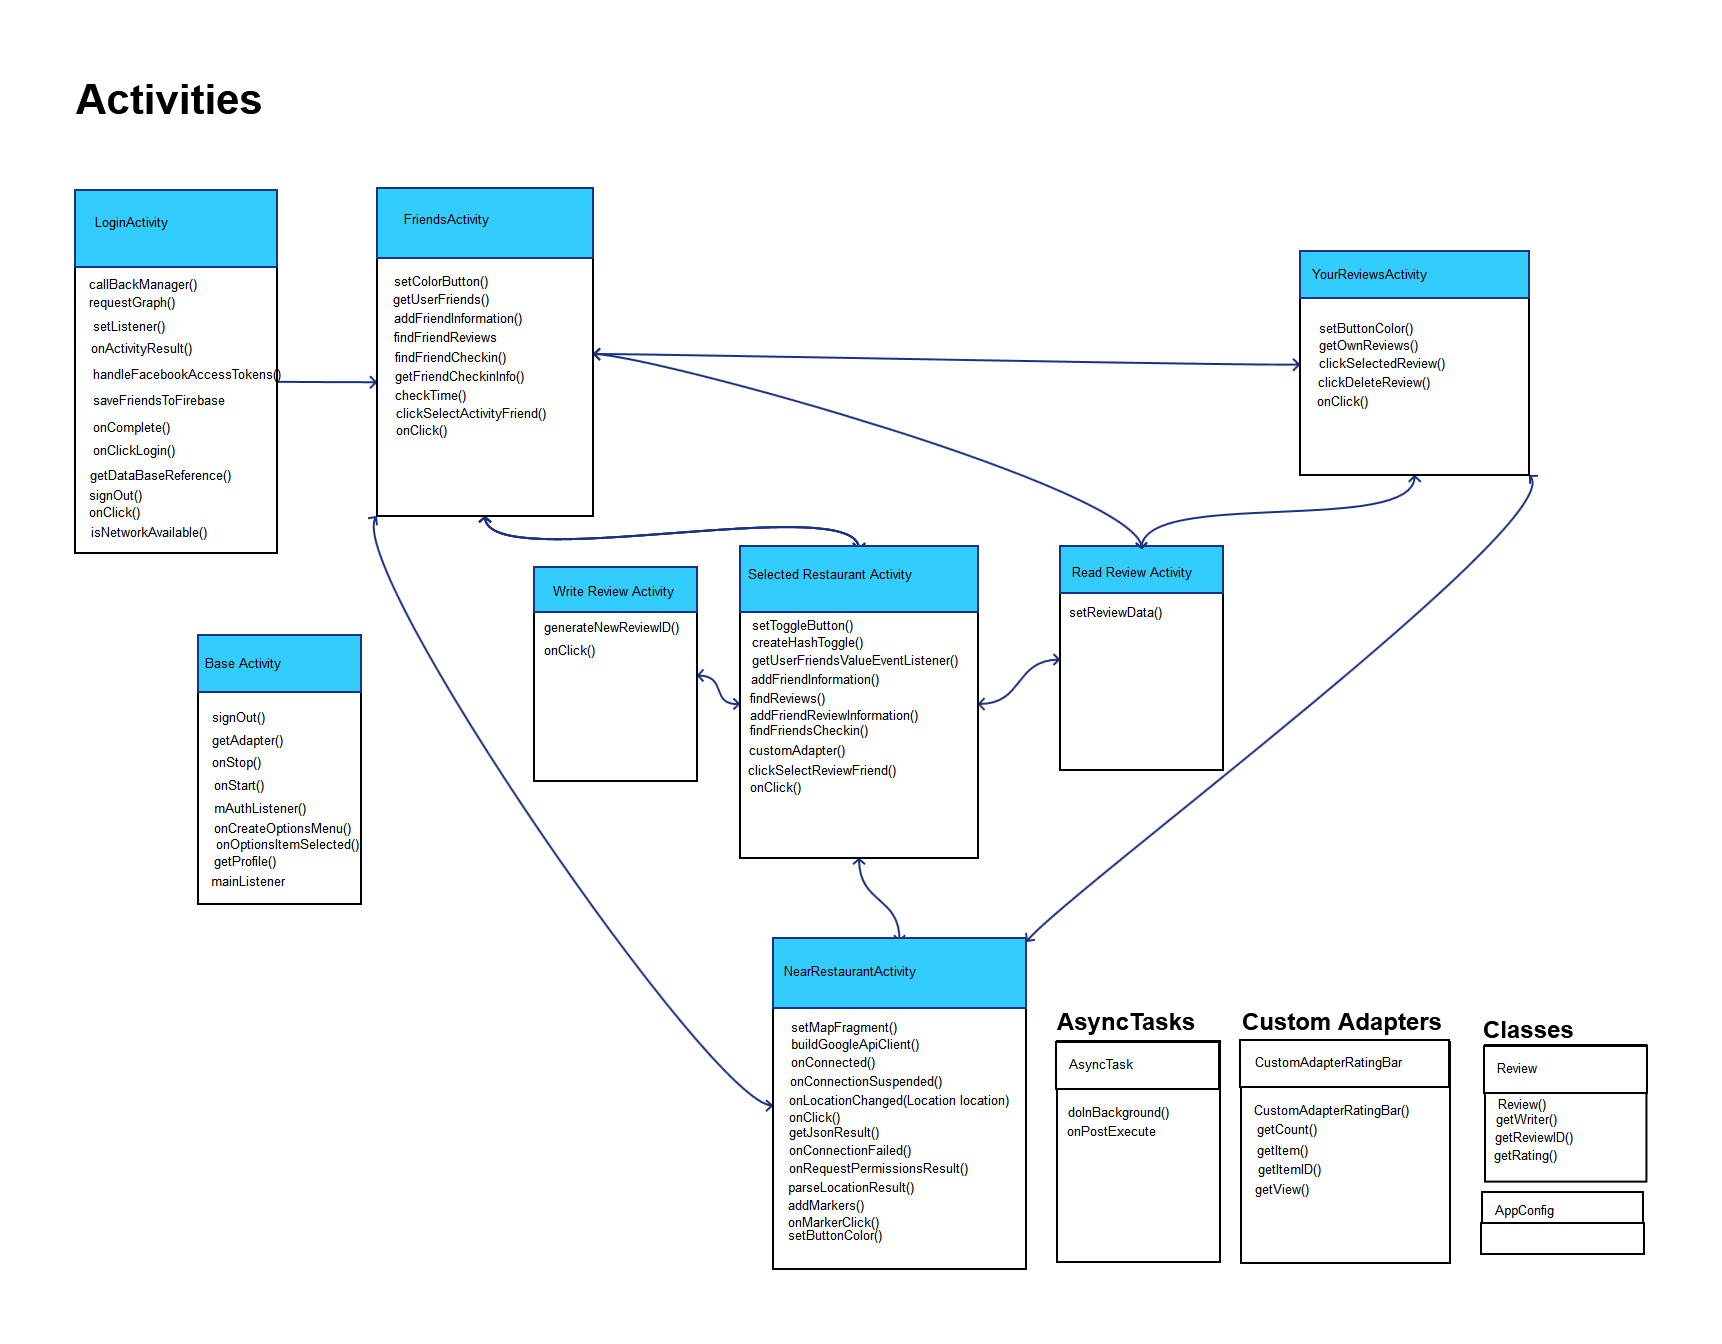 Activities
LoginActivity
callBackManager()
requestGraph()
setListener()
onActivityResult()
handleFacebookAccessTokens()
saveFriendsToFirebase
onComplete()
onClickLogin()
getDataBaseReference()
signOut()
onClick()
isNetworkAvailable()
FriendsActivity
setColorButton()
getUserFriends()
addFriendInformation()
findFriendReviews
findFriendCheckin()
getFriendCheckinInfo()
checkTime()
clickSelectActivityFriend()
onClick()
YourReviewsActivity
setButtonColor()
getOwnReviews()
clickSelectedReview()
clickDeleteReview()
onClick()
Write Review Activity
generateNewReviewID()
onClick()
Selected Restaurant Activity
setToggleButton()
createHashToggle()
getUserFriendsValueEventListener()
addFriendInformation()
findReviews()
addFriendReviewInformation()
findFriendsCheckin()
customAdapter()
clickSelectReviewFriend()
onClick()
Read Review Activity
setReviewData()
Base Activity
signOut()
getAdapter()
onStop()
onStart()
mAuthListener()
onCreateOptionsMenu()
onOptionsItemSelected()
getProfile()
mainListener
NearRestaurantActivity
setMapFragment()
buildGoogleApiClient()
onConnected()
onConnectionSuspended()
onLocationChanged(Location location)
onClick()
getJsonResult()
onConnectionFailed()
onRequestPermissionsResult()
parseLocationResult()
addMarkers()
onMarkerClick()
setButtonColor()
AsyncTasks
AsyncTask
doInBackground()
onPostExecute
Custom Adapters
CustomAdapterRatingBar
CustomAdapterRatingBar()
getCount()
getItem()
getItemID()
getView()
Classes
Review
Review()
getWriter()
getReviewID()
getRating()
AppConfig